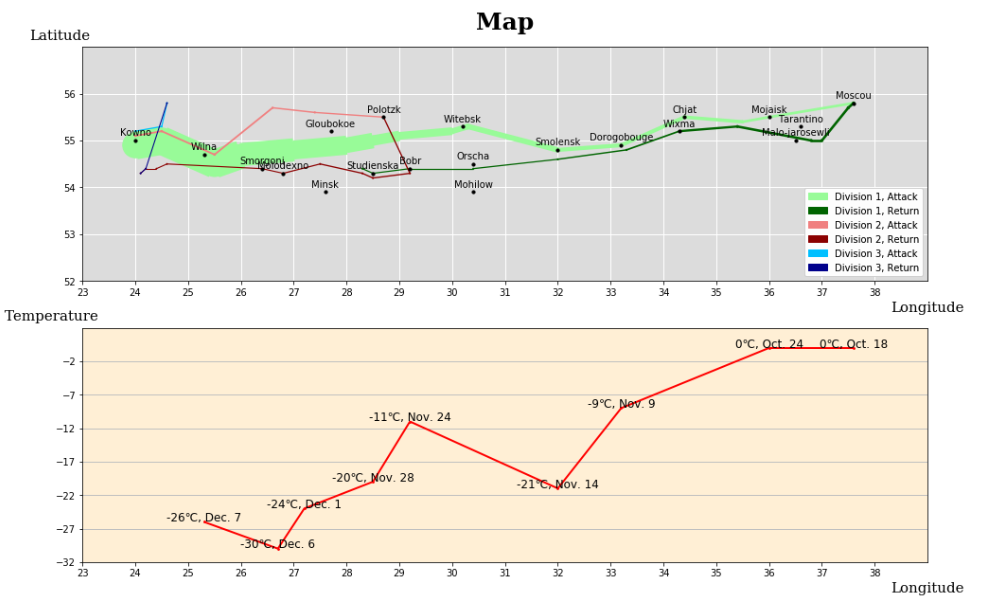 Map
Latitude
56
55
54
53
52
Kowno
Wilna
Smorgoni
Molodexno
Gloubokoe
Minsk
Studienska
Polotzk
Bobr
Witebsk
Orscha
Mohilow
Smolensk
Dorogobouge
Wixma
Chjat
Mojaisk
Moscou
Tarantino
Malo-jarosewli
Division 1, Attack
Division 1, Return
Division 2, Attack
Division 2, Return
Division 3, Attack
Division 3, Return
23 24 25 26 27 28 29 30 31 32 33 34 35 36 37 38
Longitude
Temperature
−2
−7
−12
−17
−22
−27
−32
0℃, Oct. 24
0℃, Oct. 18
-9℃, Nov. 9
-11℃, Nov. 24
-20℃, Nov. 28
-21℃, Nov. 14
-24℃, Dec. 1
-26℃, Dec. 7
-30℃, Dec. 6
23 24 25 26 27 28 29 30 31 32 33 34 35 36 37 38
Longitude